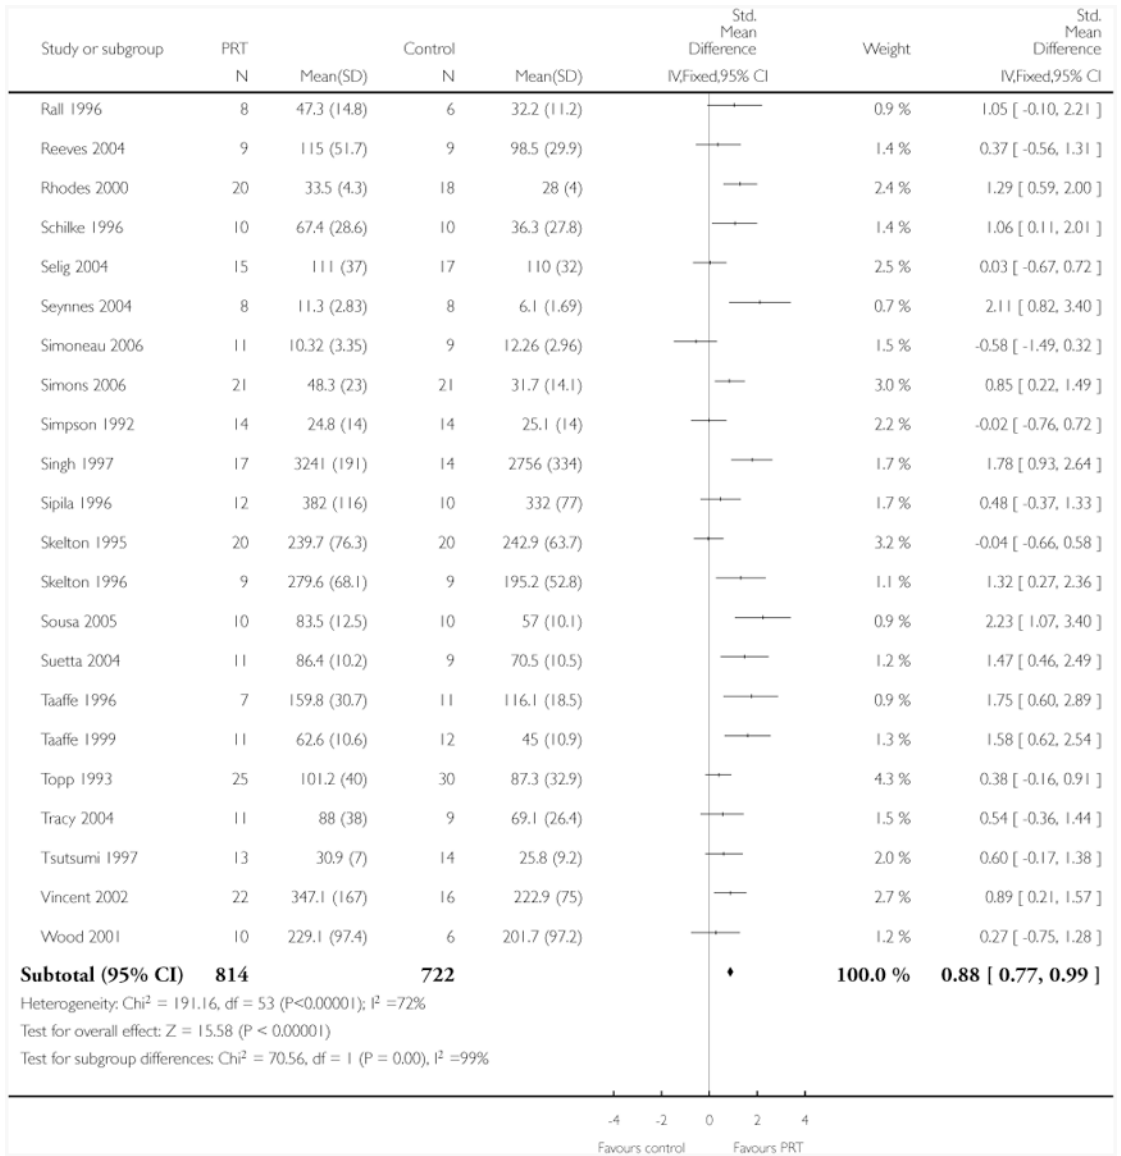 Std. Std.
Mean Mean
Study or subgroup PRT Control Difference Weight Difference
N Mean(SD) N Mean(SD) IV,Fixed,95% CI IV,Fixed,95% CI
Rall 1996 8 47.3 (14.8) 6 32.2 (11.2) 0.9 % 1.05 [ -0.10, 2.21 ]
Reeves 2004 9 115 (51.7) 9 98.5 (29.9) 1.4 % 0.37 [ -0.56, 1.31 ]
Rhodes 2000 20 33.5 (4.3) 18 28 (4) 2.4 % 1.29 [ 0.59, 2.00 ]
Schilke 1996 10 67.4 (28.6) 10 36.3 (27.8) 1.4 % 1.06 [ 0.11, 2.01 ]
Selig 2004 15 111 (37) 17 110 (32) 2.5 % 0.03 [ -0.67, 0.72 ]
Seynnes 2004 8 11.3 (2.83) 8 6.1 (1.69) 0.7 % 2.11 [ 0.82, 3.40 ]
Simoneau 2006 11 10.32 (3.35) 9 12.26 (2.96) 1.5 % -0.58 [ -1.49, 0.32 ]
Simons 2006 21 48.3 (23) 21 31.7 (14.1) 3.0 % 0.85 [ 0.22, 1.49 ]
Simpson 1992 14 24.8 (14) 14 25.1 (14) 2.2 % -0.02 [ -0.76, 0.72 ]
Singh 1997 17 3241 (191) 14 2756 (334) 1.7 % 1.78 [ 0.93, 2.64 ]
Sipila 1996 12 382 (116) 10 332 (77) 1.7 % 0.48 [ -0.37, 1.33 ]
Skelton 1995 20 239.7 (76.3) 20 242.9 (63.7) 3.2 % -0.04 [ -0.66, 0.58 ]
Skelton 1996 9 279.6 (68.1) 9 195.2 (52.8) 1.1 % 1.32 [ 0.27, 2.36 ]
Sousa 2005 10 83.5 (12.5) 10 57 (10.1) 0.9 % 2.23 [ 1.07, 3.40 ]
Suetta 2004 11 86.4 (10.2) 9 70.5 (10.5) 1.2 % 1.47 [ 0.46, 2.49 ]
Taaffe 1996 7 159.8 (30.7) 11 116.1 (18.5) 0.9 % 1.75 [ 0.60, 2.89 ]
Taaffe 1999 11 62.6 (10.6) 12 45 (10.9) 1.3 % 1.58 [ 0.62, 2.54 ]
Topp 1993 25 101.2 (40) 30 87.3 (32.9) 4.3 % 0.38 [ -0.16, 0.91 ]
Tracy 2004 11 88 (38) 9 69.1 (26.4) 1.5 % 0.54 [ -0.36, 1.44 ]
Tsutsumi 1997 13 30.9 (7) 14 25.8 (9.2) 2.0 % 0.60 [ -0.17, 1.38 ]
Vincent 2002 22 347.1 (167) 16 222.9 (75) 2.7 % 0.89 [ 0.21, 1.57 ]
Wood 2001 10 229.1 (97.4) 6 201.7 (97.2) 1.2 % 0.27 [ -0.75, 1.28 ]
Subtotal (95% CI) 814 722 100.0 % 0.88 [ 0.77, 0.99 ]
Heterogeneity: Chi² = 191.16, df = 53 (P<0.00001); I² =72%
Test for overall effect: Z = 15.58 (P < 0.00001)
Test for subgroup differences: Chi² = 70.56, df = 1 (P = 0.00), I² =99%
-4 -2 0 2 4
Favours control Favours PRT